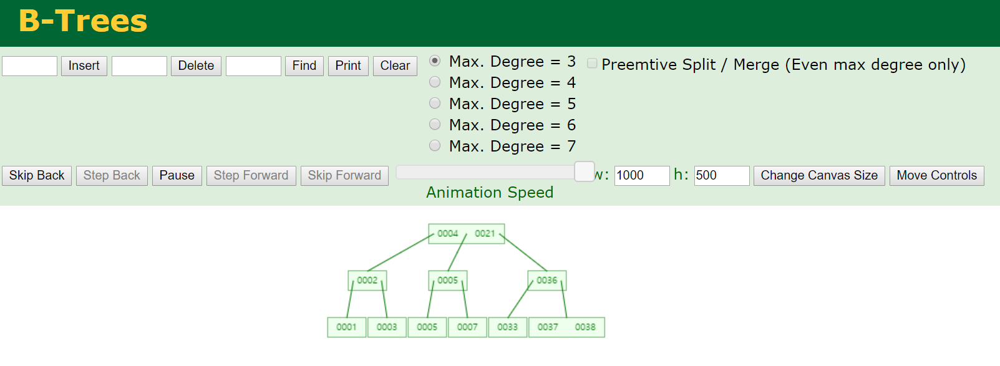 B-Trees
Insert Delete Find Print Clear
Max. Degree = 3
Max. Degree = 4
Max. Degree = 5
Max. Degree = 6
Max. Degree = 7
Preemtive Split / Merge (Even max degree only)
Skip Back Step Back Pause Step Forward Skip Forward
Animation Speed
w: 1000 h: 500 Change Canvas Size Move Controls
0004 0021
0002 0005 0036
0001 0003 0005 0007 0033 0037 0038